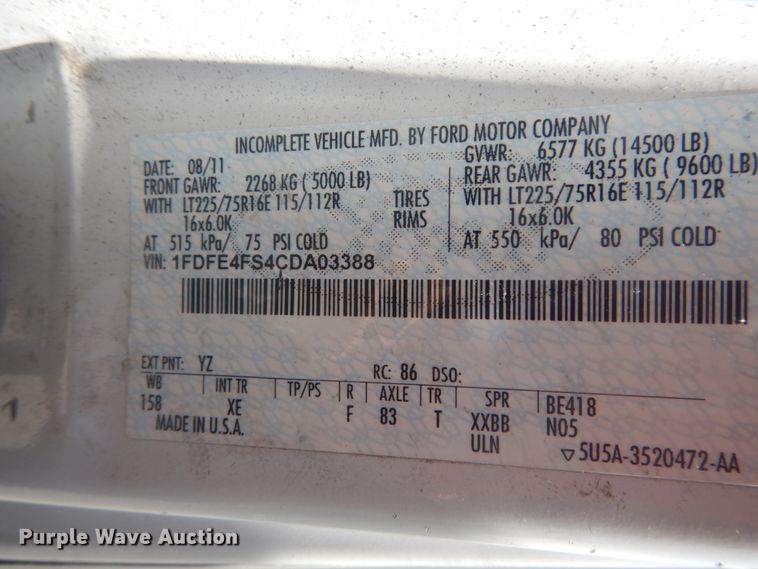 INCOMPLETE VEHICLE MFD. BY FORD MOTOR COMPANY
DATE: 08/11 GVWR: 6577 KG (14500 LB)
FRONT GAWR: 2268 KG (5000 LB) REAR GAWR: 4355 KG (9600 LB)
WITH LT225/75R16E 115/112R TIRES WITH LT225/75R16E 115/112R
16x6.0K RIMS 16x6.0K
AT 515 kPa/ 75 PSI COLD AT 550 kPa/ 80 PSI COLD
VIN: 1FDFE4FS4CDA03388
EXT PNT: YZ RC: 86 DSO:
WB INT TR TP/PS R AXLE TR SPR BE418
158 XE F 83 T XXBB N05
MADE IN U.S.A. ULN ▽5U5A-3520472-AA
1
Purple Wave Auction